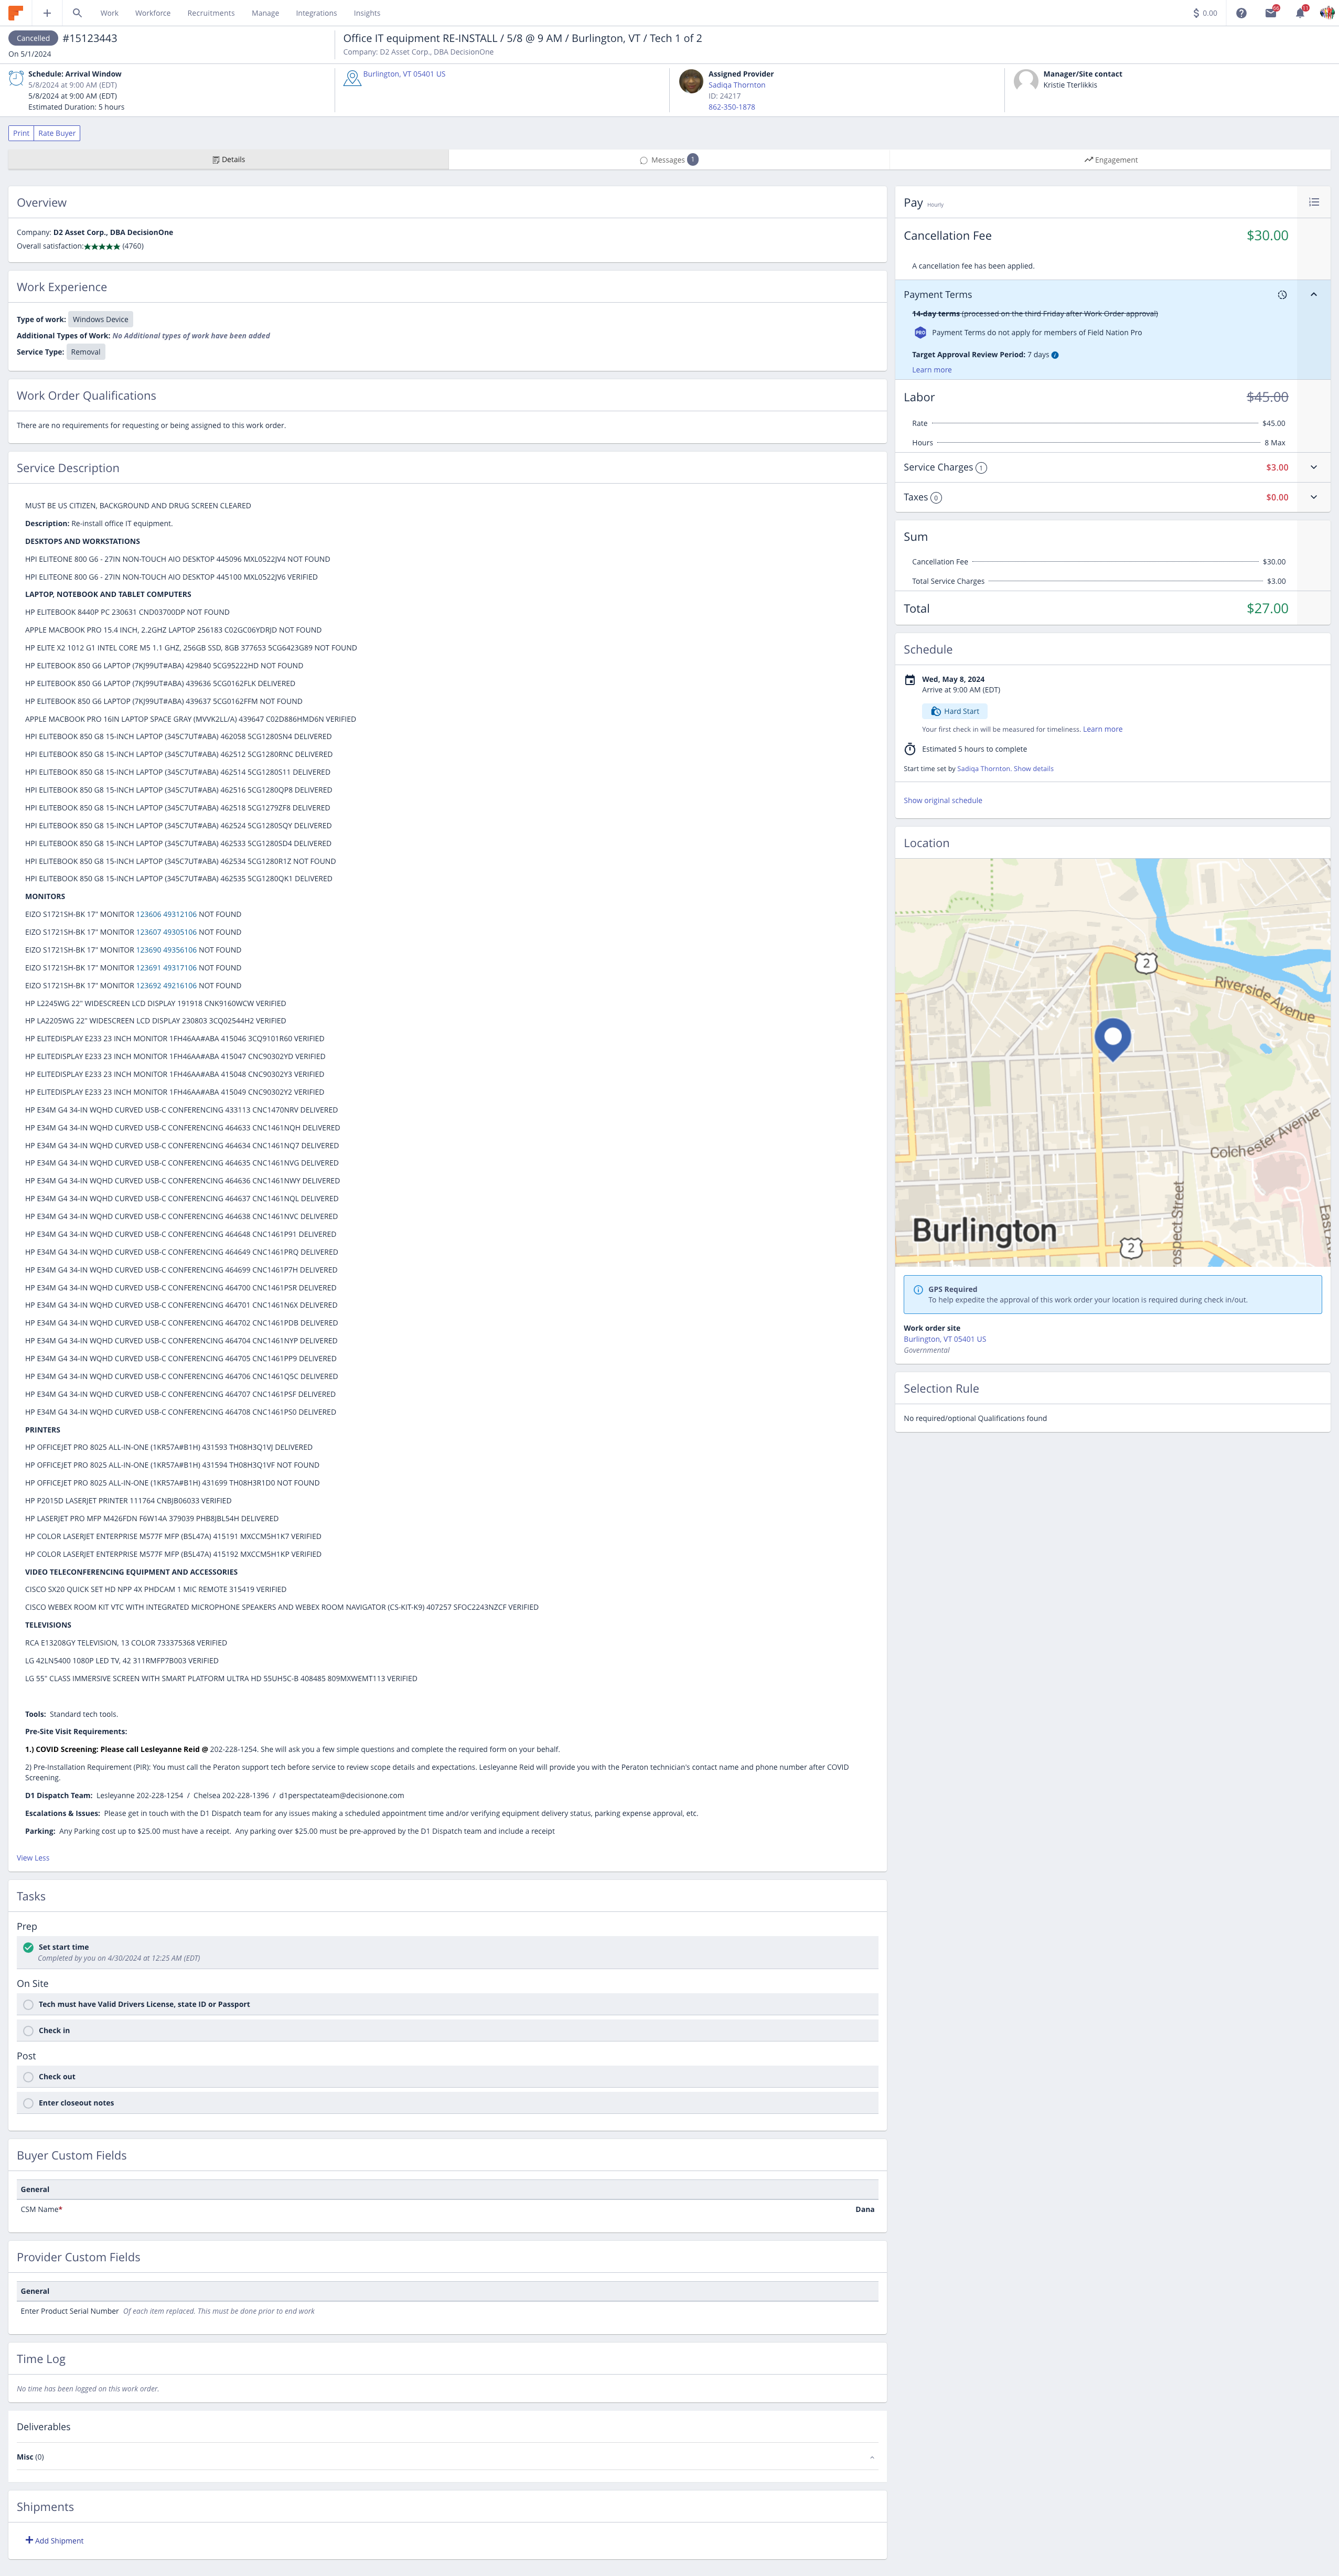 Work Workforce Recruitments Manage Integrations Insights
$ 0.00
Cancelled #15123443
On 5/1/2024
Office IT equipment RE-INSTALL / 5/8 @ 9 AM / Burlington, VT / Tech 1 of 2
Company: D2 Asset Corp., DBA DecisionOne
Schedule: Arrival Window
5/8/2024 at 9:00 AM (EDT)
5/8/2024 at 9:00 AM (EDT)
Estimated Duration: 5 hours
Burlington, VT 05401 US
Assigned Provider
Sadiqa Thornton
ID: 24217
862-350-1878
Manager/Site contact
Kristie Tterlikkis
Print Rate Buyer
Details
Messages 1
Engagement
Overview
Company: D2 Asset Corp., DBA DecisionOne
Overall satisfaction:★★★★★ (4760)
Work Experience
Type of work: Windows Device
Additional Types of Work: No Additional types of work have been added
Service Type: Removal
Work Order Qualifications
There are no requirements for requesting or being assigned to this work order.
Service Description
MUST BE US CITIZEN, BACKGROUND AND DRUG SCREEN CLEARED
Description: Re-install office IT equipment.
DESKTOPS AND WORKSTATIONS
HPI ELITEONE 800 G6 - 27IN NON-TOUCH AIO DESKTOP 445096 MXL0522JV4 NOT FOUND
HPI ELITEONE 800 G6 - 27IN NON-TOUCH AIO DESKTOP 445100 MXL0522JV6 VERIFIED
LAPTOP, NOTEBOOK AND TABLET COMPUTERS
HP ELITEBOOK 8440P PC 230631 CND03700DP NOT FOUND
APPLE MACBOOK PRO 15.4 INCH, 2.2GHZ LAPTOP 256183 C02GC06YDRJD NOT FOUND
HP ELITE X2 1012 G1 INTEL CORE M5 1.1 GHZ, 256GB SSD, 8GB 377653 5CG6423G89 NOT FOUND
HP ELITEBOOK 850 G6 LAPTOP (7KJ99UT#ABA) 429840 5CG95222HD NOT FOUND
HP ELITEBOOK 850 G6 LAPTOP (7KJ99UT#ABA) 439636 5CG0162FLK DELIVERED
HP ELITEBOOK 850 G6 LAPTOP (7KJ99UT#ABA) 439637 5CG0162FFM NOT FOUND
APPLE MACBOOK PRO 16IN LAPTOP SPACE GRAY (MVVK2LL/A) 439647 C02D886HMD6N VERIFIED
HPI ELITEBOOK 850 G8 15-INCH LAPTOP (345C7UT#ABA) 462058 5CG1280SN4 DELIVERED
HPI ELITEBOOK 850 G8 15-INCH LAPTOP (345C7UT#ABA) 462512 5CG1280RNC DELIVERED
HPI ELITEBOOK 850 G8 15-INCH LAPTOP (345C7UT#ABA) 462514 5CG1280S11 DELIVERED
HPI ELITEBOOK 850 G8 15-INCH LAPTOP (345C7UT#ABA) 462516 5CG1280QP8 DELIVERED
HPI ELITEBOOK 850 G8 15-INCH LAPTOP (345C7UT#ABA) 462518 5CG1279ZF8 DELIVERED
HPI ELITEBOOK 850 G8 15-INCH LAPTOP (345C7UT#ABA) 462524 5CG1280SQY DELIVERED
HPI ELITEBOOK 850 G8 15-INCH LAPTOP (345C7UT#ABA) 462533 5CG1280SD4 DELIVERED
HPI ELITEBOOK 850 G8 15-INCH LAPTOP (345C7UT#ABA) 462534 5CG1280R1Z NOT FOUND
HPI ELITEBOOK 850 G8 15-INCH LAPTOP (345C7UT#ABA) 462535 5CG1280QK1 DELIVERED
MONITORS
EIZO S1721SH-BK 17" MONITOR 123606 49312106 NOT FOUND
EIZO S1721SH-BK 17" MONITOR 123607 49305106 NOT FOUND
EIZO S1721SH-BK 17" MONITOR 123690 49356106 NOT FOUND
EIZO S1721SH-BK 17" MONITOR 123691 49317106 NOT FOUND
EIZO S1721SH-BK 17" MONITOR 123692 49216106 NOT FOUND
HP L2245WG 22" WIDESCREEN LCD DISPLAY 191918 CNK9160WCW VERIFIED
HP LA2205WG 22" WIDESCREEN LCD DISPLAY 230803 3CQ02544H2 VERIFIED
HP ELITEDISPLAY E233 23 INCH MONITOR 1FH46AA#ABA 415046 3CQ9101R60 VERIFIED
HP ELITEDISPLAY E233 23 INCH MONITOR 1FH46AA#ABA 415047 CNC90302YD VERIFIED
HP ELITEDISPLAY E233 23 INCH MONITOR 1FH46AA#ABA 415048 CNC90302Y3 VERIFIED
HP ELITEDISPLAY E233 23 INCH MONITOR 1FH46AA#ABA 415049 CNC90302Y2 VERIFIED
HP E34M G4 34-IN WQHD CURVED USB-C CONFERENCING 433113 CNC1470NRV DELIVERED
HP E34M G4 34-IN WQHD CURVED USB-C CONFERENCING 464633 CNC1461NQH DELIVERED
HP E34M G4 34-IN WQHD CURVED USB-C CONFERENCING 464634 CNC1461NQ7 DELIVERED
HP E34M G4 34-IN WQHD CURVED USB-C CONFERENCING 464635 CNC1461NVG DELIVERED
HP E34M G4 34-IN WQHD CURVED USB-C CONFERENCING 464636 CNC1461NWY DELIVERED
HP E34M G4 34-IN WQHD CURVED USB-C CONFERENCING 464637 CNC1461NQL DELIVERED
HP E34M G4 34-IN WQHD CURVED USB-C CONFERENCING 464638 CNC1461NVC DELIVERED
HP E34M G4 34-IN WQHD CURVED USB-C CONFERENCING 464648 CNC1461P91 DELIVERED
HP E34M G4 34-IN WQHD CURVED USB-C CONFERENCING 464649 CNC1461PRQ DELIVERED
HP E34M G4 34-IN WQHD CURVED USB-C CONFERENCING 464699 CNC1461P7H DELIVERED
HP E34M G4 34-IN WQHD CURVED USB-C CONFERENCING 464700 CNC1461PSR DELIVERED
HP E34M G4 34-IN WQHD CURVED USB-C CONFERENCING 464701 CNC1461N6X DELIVERED
HP E34M G4 34-IN WQHD CURVED USB-C CONFERENCING 464702 CNC1461PDB DELIVERED
HP E34M G4 34-IN WQHD CURVED USB-C CONFERENCING 464704 CNC1461NYP DELIVERED
HP E34M G4 34-IN WQHD CURVED USB-C CONFERENCING 464705 CNC1461PP9 DELIVERED
HP E34M G4 34-IN WQHD CURVED USB-C CONFERENCING 464706 CNC1461Q5C DELIVERED
HP E34M G4 34-IN WQHD CURVED USB-C CONFERENCING 464707 CNC1461PSF DELIVERED
HP E34M G4 34-IN WQHD CURVED USB-C CONFERENCING 464708 CNC1461PS0 DELIVERED
PRINTERS
HP OFFICEJET PRO 8025 ALL-IN-ONE (1KR57A#B1H) 431593 TH08H3Q1VJ DELIVERED
HP OFFICEJET PRO 8025 ALL-IN-ONE (1KR57A#B1H) 431594 TH08H3Q1VF NOT FOUND
HP OFFICEJET PRO 8025 ALL-IN-ONE (1KR57A#B1H) 431699 TH08H3R1D0 NOT FOUND
HP P2015D LASERJET PRINTER 111764 CNBJB06033 VERIFIED
HP LASERJET PRO MFP M426FDN F6W14A 379039 PHB8JBL54H DELIVERED
HP COLOR LASERJET ENTERPRISE M577F MFP (B5L47A) 415191 MXCCM5H1K7 VERIFIED
HP COLOR LASERJET ENTERPRISE M577F MFP (B5L47A) 415192 MXCCM5H1KP VERIFIED
VIDEO TELECONFERENCING EQUIPMENT AND ACCESSORIES
CISCO SX20 QUICK SET HD NPP 4X PHDCAM 1 MIC REMOTE 315419 VERIFIED
CISCO WEBEX ROOM KIT VTC WITH INTEGRATED MICROPHONE SPEAKERS AND WEBEX ROOM NAVIGATOR (CS-KIT-K9) 407257 SFOC2243NZCF VERIFIED
TELEVISIONS
RCA E13208GY TELEVISION, 13 COLOR 733375368 VERIFIED
LG 42LN5400 1080P LED TV, 42 311RMFP7B003 VERIFIED
LG 55" CLASS IMMERSIVE SCREEN WITH SMART PLATFORM ULTRA HD 55UH5C-B 408485 809MXWEMT113 VERIFIED
Tools: Standard tech tools.
Pre-Site Visit Requirements:
1.) COVID Screening: Please call Lesleyanne Reid @ 202-228-1254. She will ask you a few simple questions and complete the required form on your behalf.
2) Pre-Installation Requirement (PIR): You must call the Peraton support tech before service to review scope details and expectations. Lesleyanne Reid will provide you with the Peraton technician's contact name and phone number after COVID
Screening.
D1 Dispatch Team: Lesleyanne 202-228-1254 / Chelsea 202-228-1396 / d1perspectateam@decisionone.com
Escalations & Issues: Please get in touch with the D1 Dispatch team for any issues making a scheduled appointment time and/or verifying equipment delivery status, parking expense approval, etc.
Parking: Any Parking cost up to $25.00 must have a receipt. Any parking over $25.00 must be pre-approved by the D1 Dispatch team and include a receipt
View Less
Tasks
Prep
Set start time
Completed by you on 4/30/2024 at 12:25 AM (EDT)
On Site
Tech must have Valid Drivers License, state ID or Passport
Check in
Post
Check out
Enter closeout notes
Buyer Custom Fields
General
CSM Name* Dana
Provider Custom Fields
General
Enter Product Serial Number Of each item replaced. This must be done prior to end work
Time Log
No time has been logged on this work order.
Deliverables
Misc (0)
Shipments
Add Shipment
Pay Hourly
Cancellation Fee $30.00
A cancellation fee has been applied.
Payment Terms
14-day terms (processed on the third Friday after Work Order approval)
PRO Payment Terms do not apply for members of Field Nation Pro
Target Approval Review Period: 7 days
Learn more
Labor $45.00
Rate $45.00
Hours 8 Max
Service Charges 1 $3.00
Taxes 0 $0.00
Sum
Cancellation Fee $30.00
Total Service Charges $3.00
Total $27.00
Schedule
Wed, May 8, 2024
Arrive at 9:00 AM (EDT)
Hard Start
Your first check in will be measured for timeliness. Learn more
Estimated 5 hours to complete
Start time set by Sadiqa Thornton. Show details
Show original schedule
Location
2
Riverside Avenue
Colchester Avenue
Burlington
2
ospect Street
East Av
GPS Required
To help expedite the approval of this work order your location is required during check in/out.
Work order site
Burlington, VT 05401 US
Governmental
Selection Rule
No required/optional Qualifications found